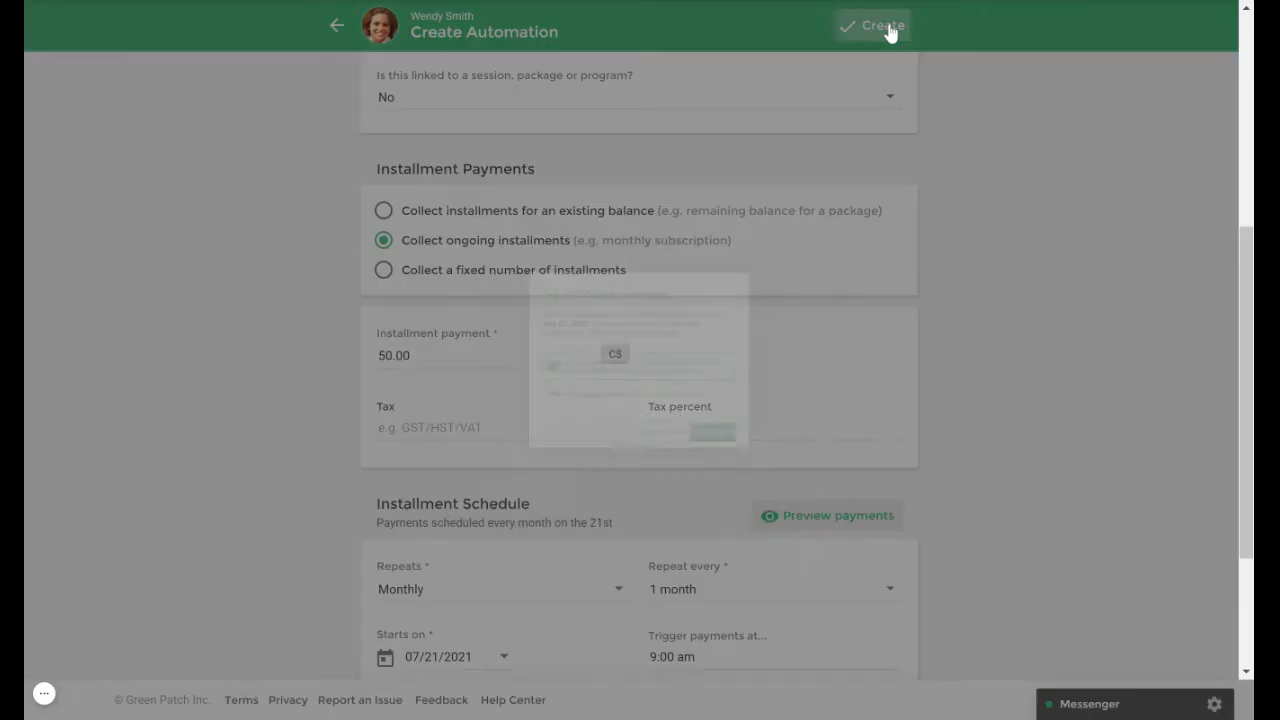 Wendy Smith
Create Automation
Create
Is this linked to a session, package or program?
No
Installment Payments
Collect installments for an existing balance (e.g. remaining balance for a package)
Collect ongoing installments (e.g. monthly subscription)
Collect a fixed number of installments
Installment payment *
50.00
C$
Tax
Tax percent
e.g. GST/HST/VAT
Installment Schedule
Payments scheduled every month on the 21st
Preview payments
Repeats *
Repeat every *
Monthly
1 month
Starts on *
Trigger payments at...
07/21/2021
9:00 am
© Green Patch Inc. Terms Privacy Report an Issue Feedback Help Center
Messenger